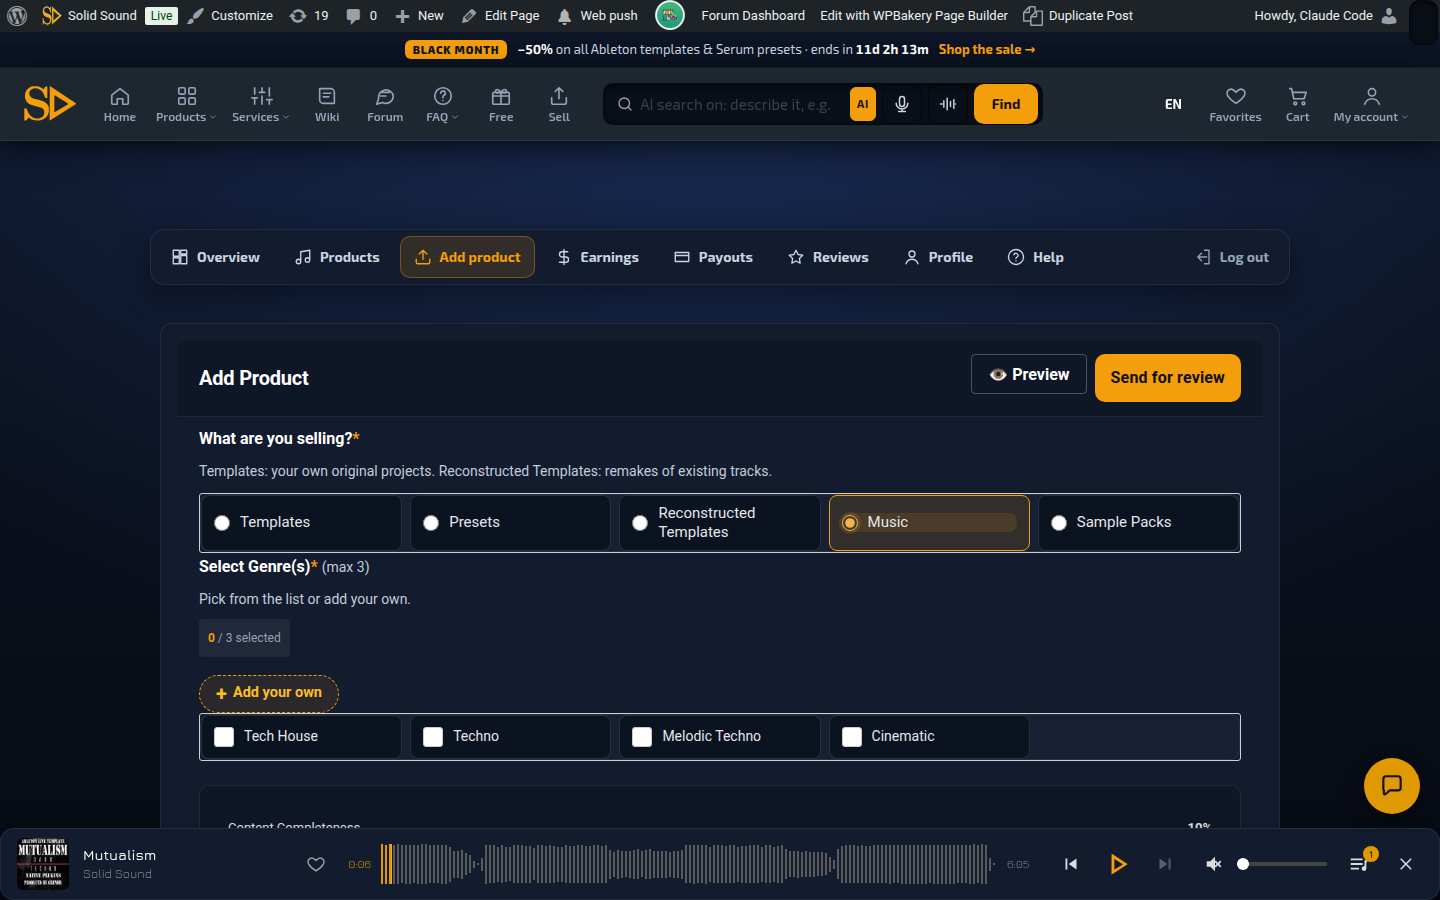 Solid Sound Live Customize 19 0 New Edit Page Web push Forum Dashboard Edit with WPBakery Page Builder Duplicate Post Howdy, Claude Code
BLACK MONTH −50% on all Ableton templates & Serum presets · ends in 11d 2h 13m Shop the sale →
Home Products Services Wiki Forum FAQ Free Sell
AI search on: describe it, e.g. AI Find
EN Favorites Cart My account
Overview Products Add product Earnings Payouts Reviews Profile Help Log out
Add Product
Preview Send for review
What are you selling?*
Templates: your own original projects. Reconstructed Templates: remakes of existing tracks.
Templates Presets Reconstructed Templates Music Sample Packs
Select Genre(s)* (max 3)
Pick from the list or add your own.
0 / 3 selected
+ Add your own
Tech House Techno Melodic Techno Cinematic
Content Completeness 10%
MUTUALISM
Mutualism
Solid Sound
0:06 6:05 1